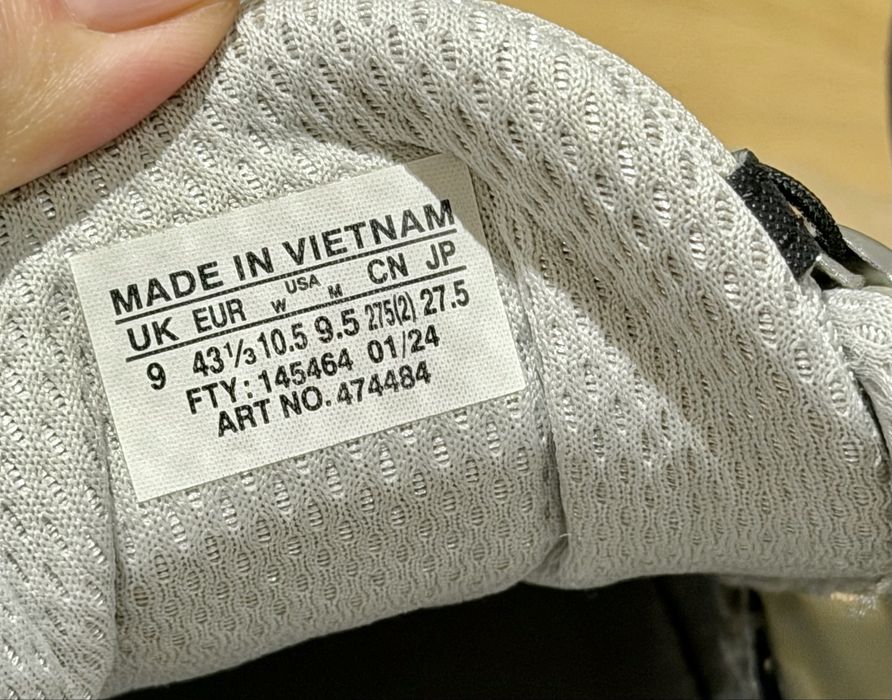 MADE IN VIETNAM
UK EUR USA CN JP
W M
9 43⅓ 10.5 9.5 275(2) 27.5
FTY: 145464 01/24
ART NO. 474484